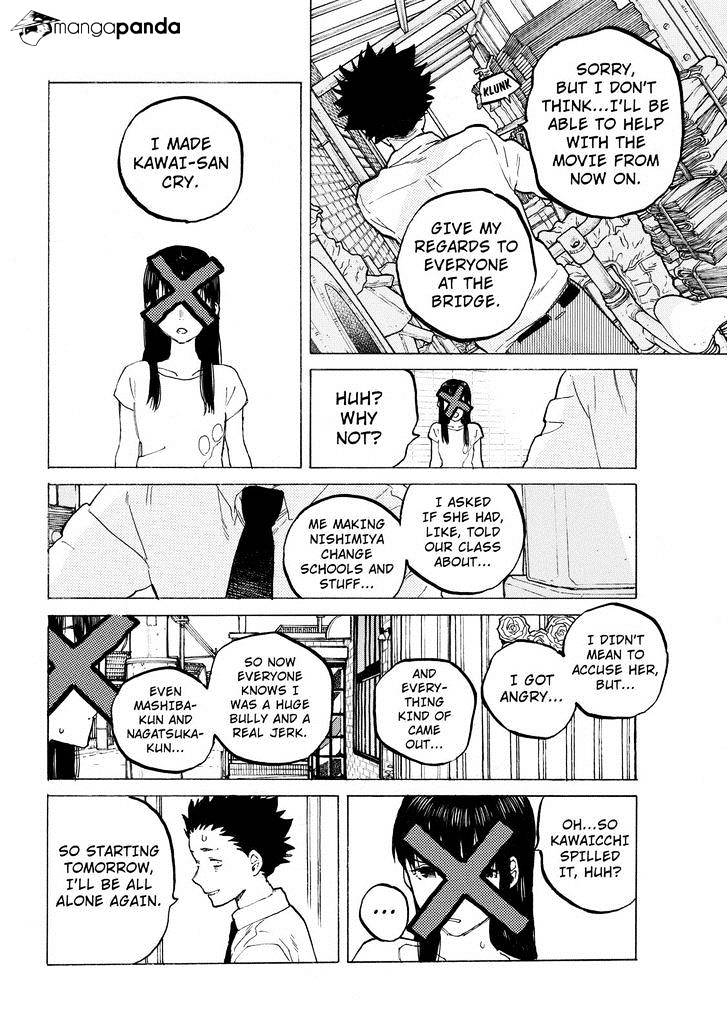 mangapanda
SORRY,
BUT I DON'T
THINK...I'LL BE
ABLE TO HELP
WITH THE
MOVIE FROM
NOW ON.
KLUNK
GIVE MY
REGARDS TO
EVERYONE
AT THE
BRIDGE.
I MADE
KAWAI-SAN
CRY.
HUH?
WHY
NOT?
I ASKED
IF SHE HAD,
LIKE, TOLD
OUR CLASS
ABOUT...
ME MAKING
NISHIMIYA
CHANGE
SCHOOLS
AND
STUFF...
I DIDN'T
MEAN TO
ACCUSE HER,
BUT...
I GOT
ANGRY...
AND
EVERY-
THING
KIND OF
CAME
OUT...
SO NOW
EVERYONE
KNOWS I
WAS A HUGE
BULLY AND A
REAL JERK.
EVEN
MASHIBA-
KUN AND
NAGATSUKA-
KUN...
OH...SO
KAWAICCHI
SPILLED
IT, HUH?
...
SO STARTING
TOMORROW,
I'LL BE ALL
ALONE AGAIN.